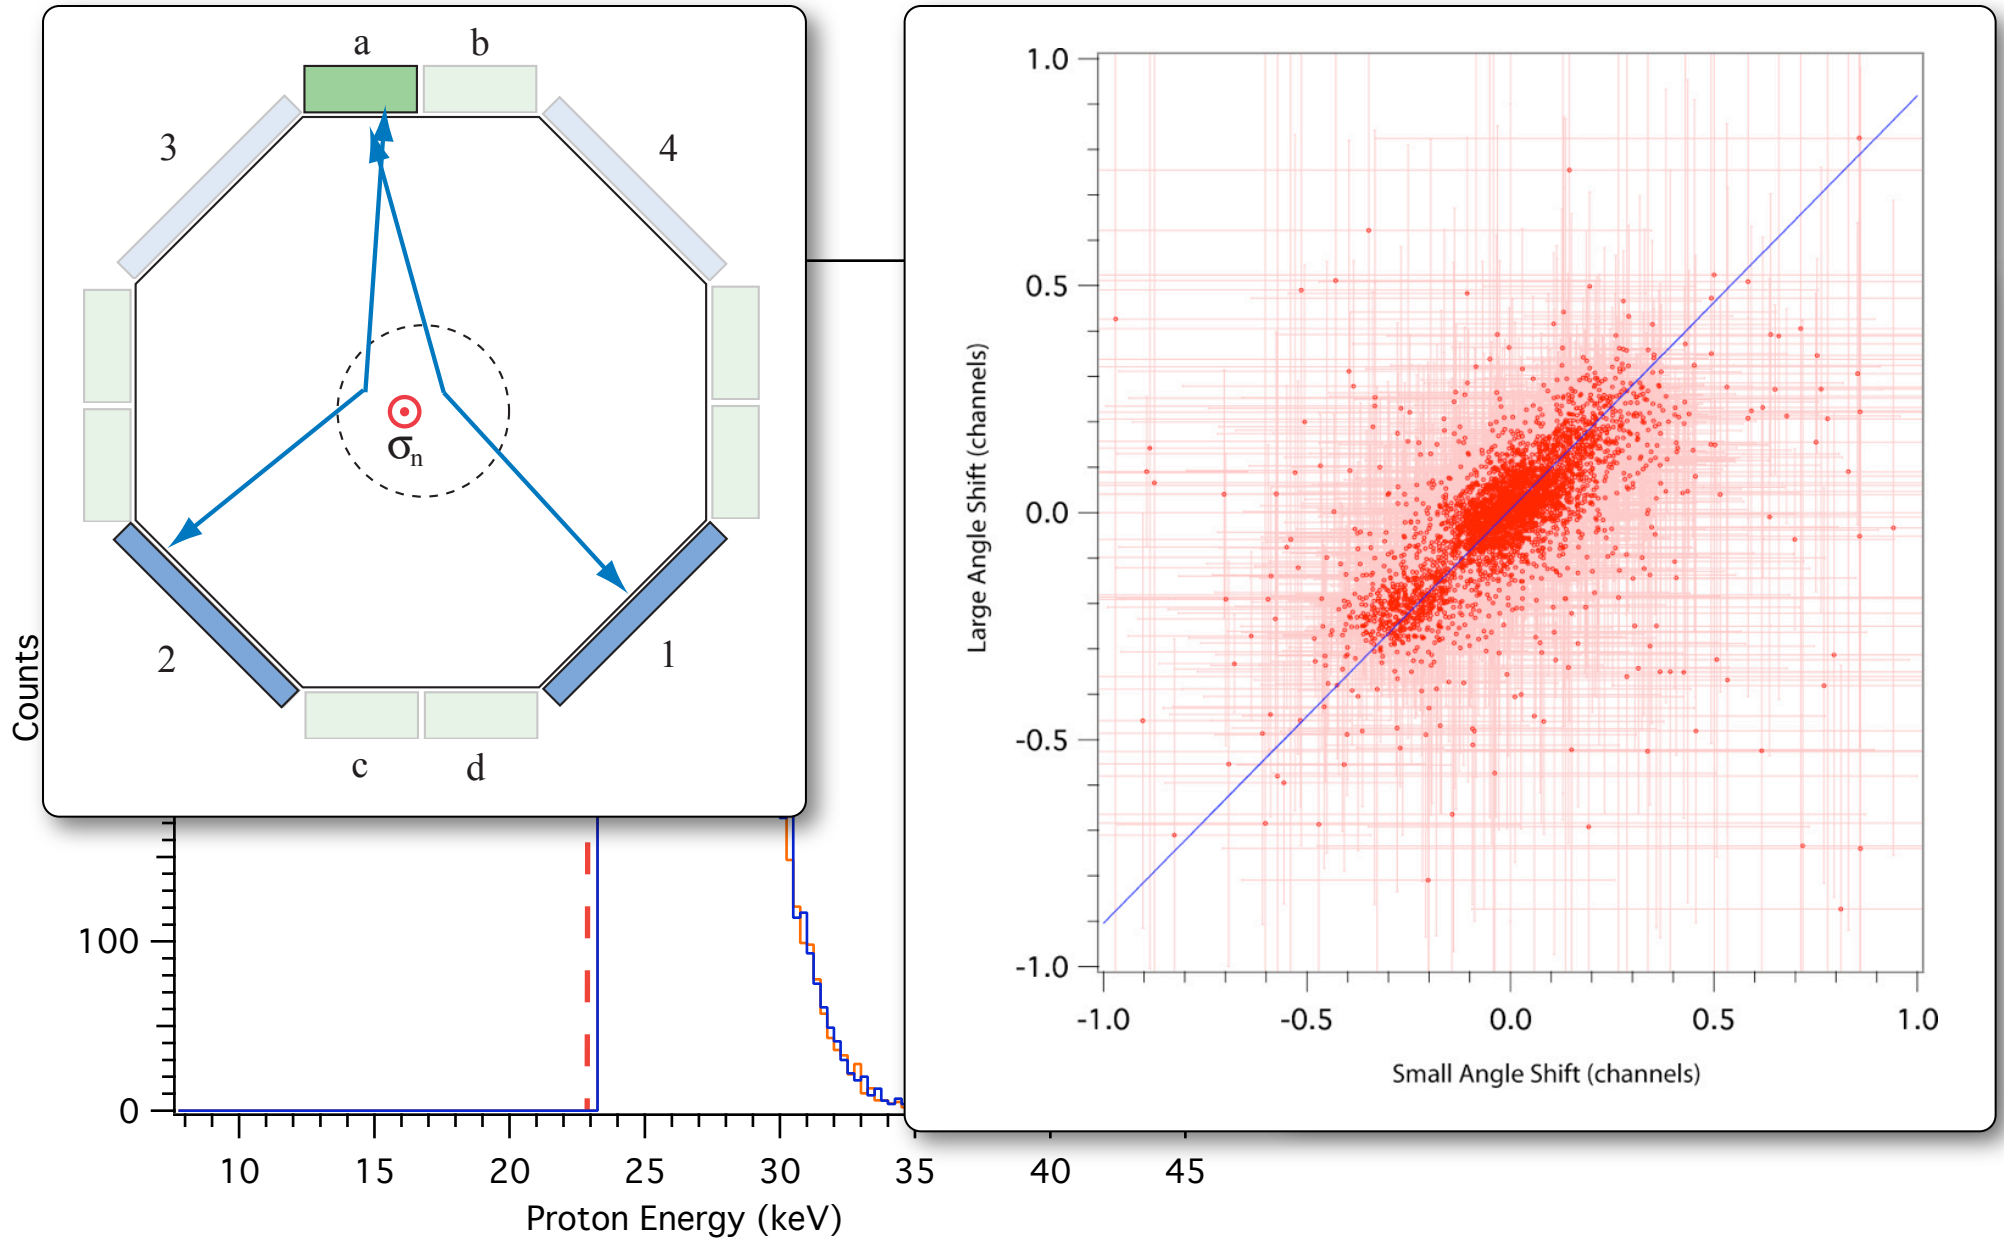 a b
3 4
σn
2 1
c d
Counts
100
0
10 15 20 25 30 35 40 45
Proton Energy (keV)
1.0
0.5
0.0
-0.5
-1.0
Large Angle Shift (channels)
-1.0 -0.5 0.0 0.5 1.0
Small Angle Shift (channels)